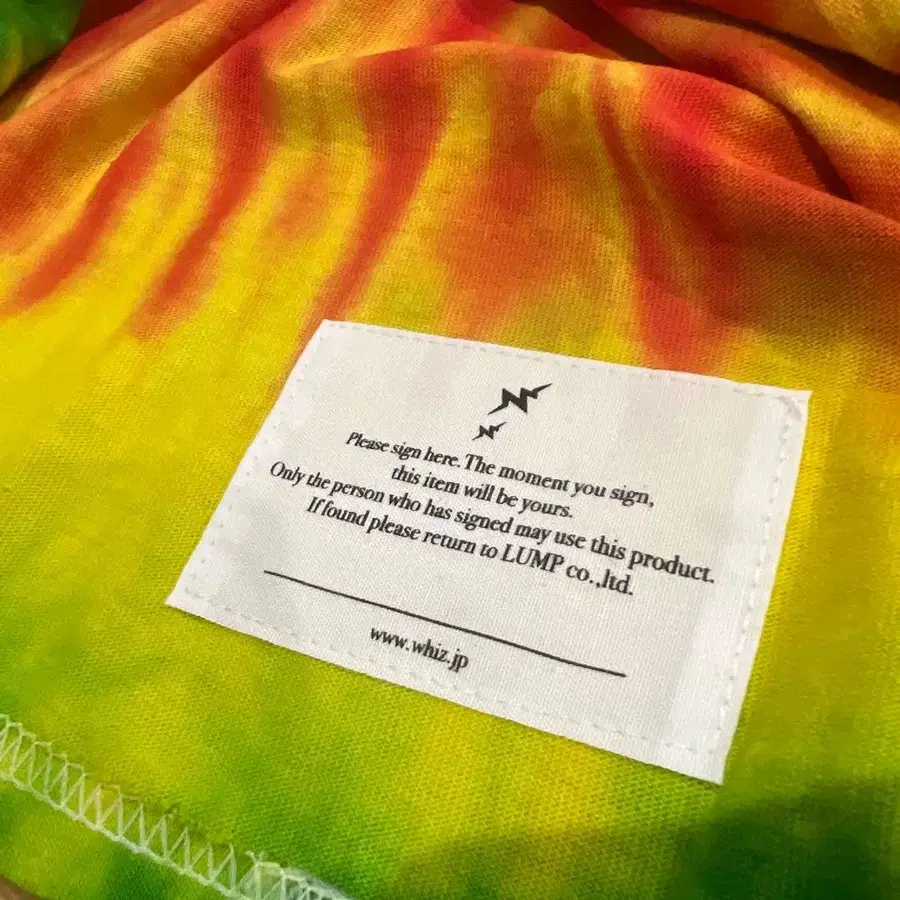 Please sign here. The moment you sign,
this item will be yours.
Only the person who has signed may use this product.
If found please return to LUMP co.,ltd.
www.whiz.jp